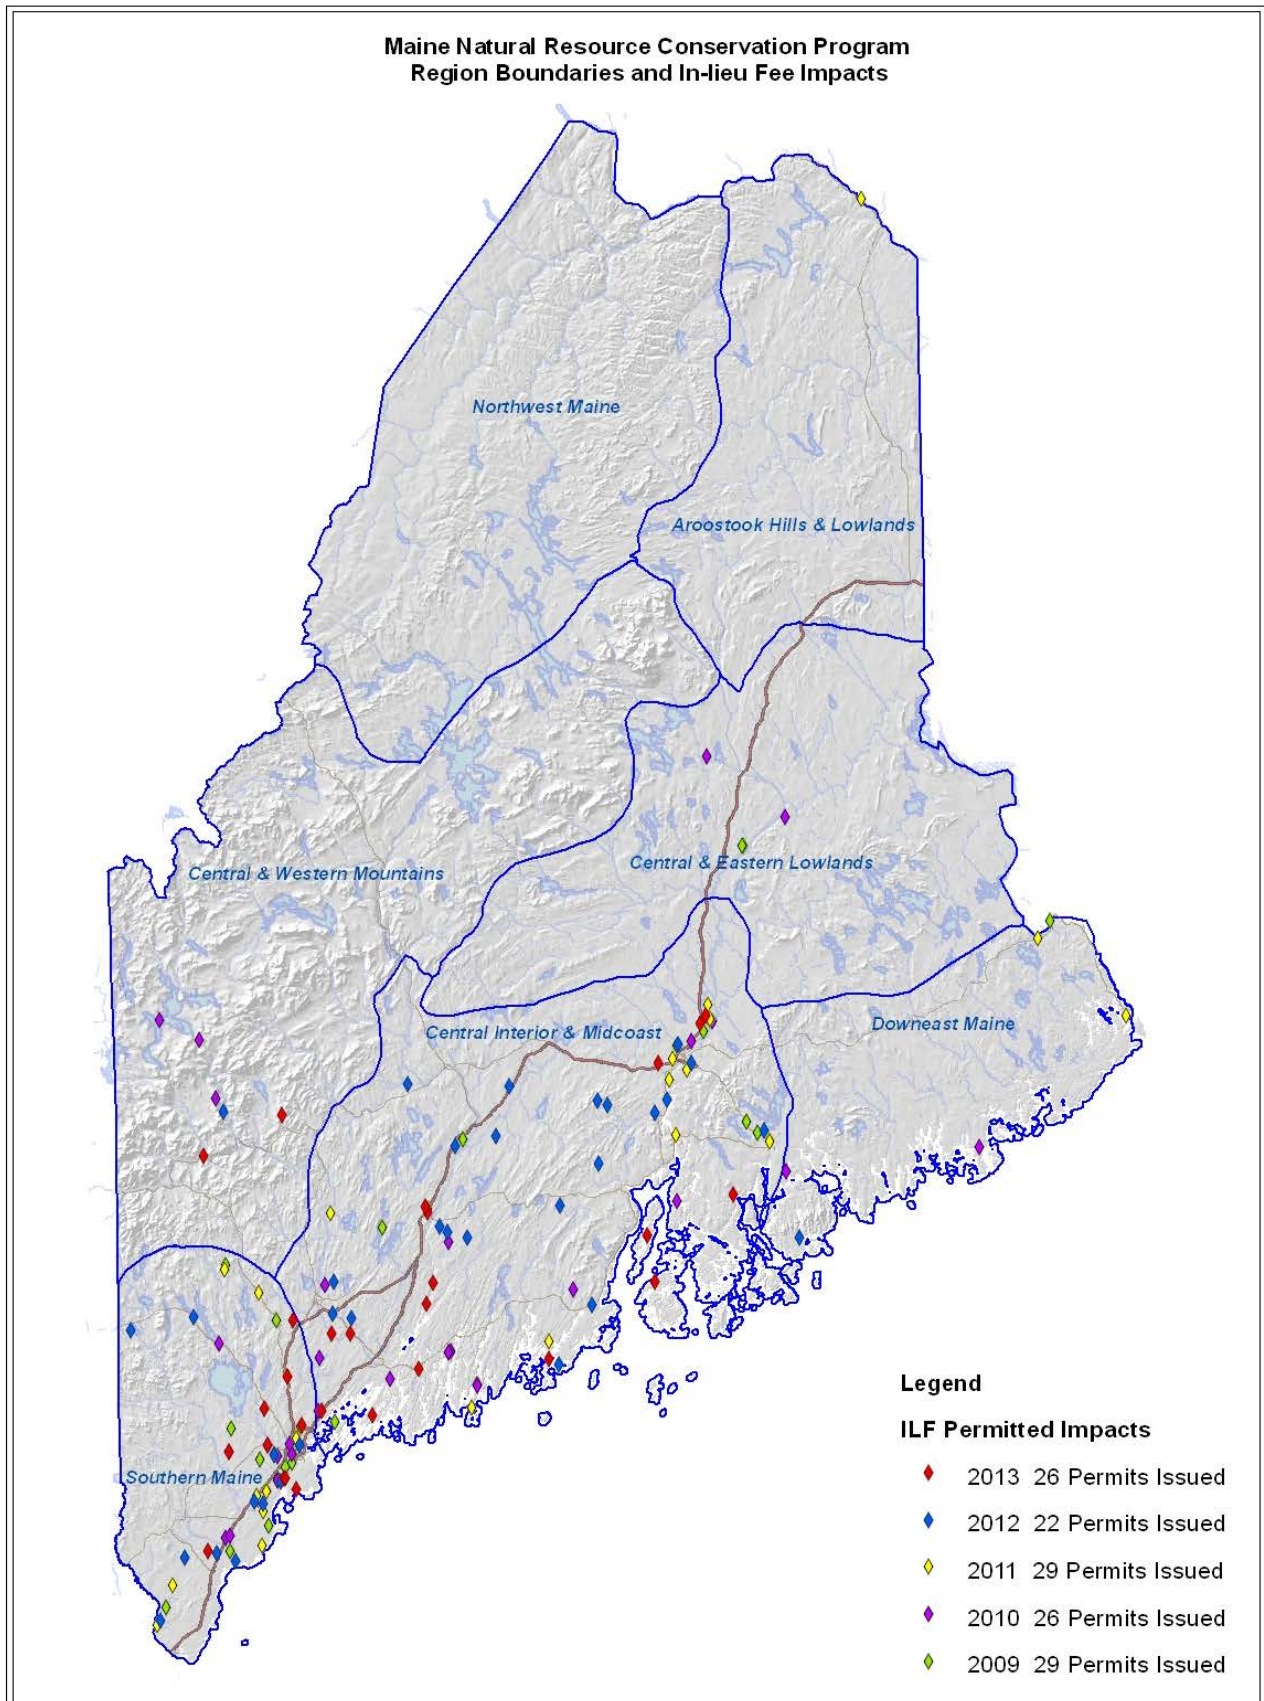 Maine Natural Resource Conservation Program
Region Boundaries and In-lieu Fee Impacts
Northwest Maine
Aroostook Hills & Lowlands
Central & Eastern Lowlands
Central & Western Mountains
Central Interior & Midcoast
Downeast Maine
Southern Maine
Legend
ILF Permitted Impacts
2013 26 Permits Issued
2012 22 Permits Issued
2011 29 Permits Issued
2010 26 Permits Issued
2009 29 Permits Issued